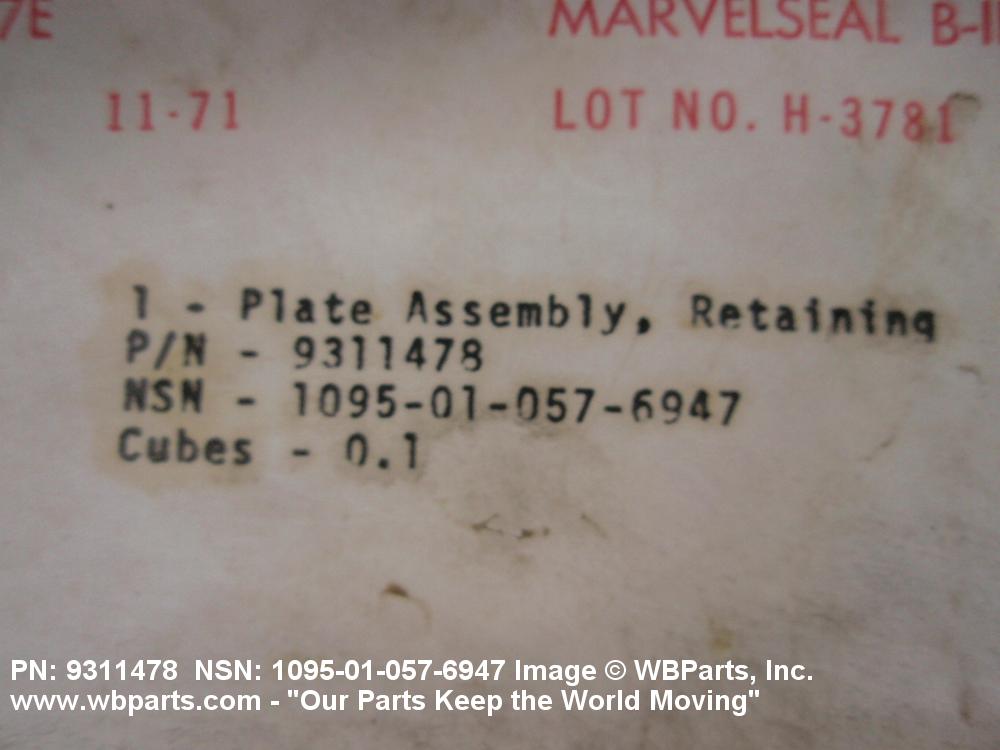 7E MARVELSEAL
11-71 LOT NO. H-3781
1 - Plate Assembly, Retaining
P/N - 9311478
NSN - 1095-01-057-6947
Cubes - 0.1
PN: 9311478 NSN: 1095-01-057-6947 Image © WBParts, Inc.
www.wbparts.com - "Our Parts Keep the World Moving"